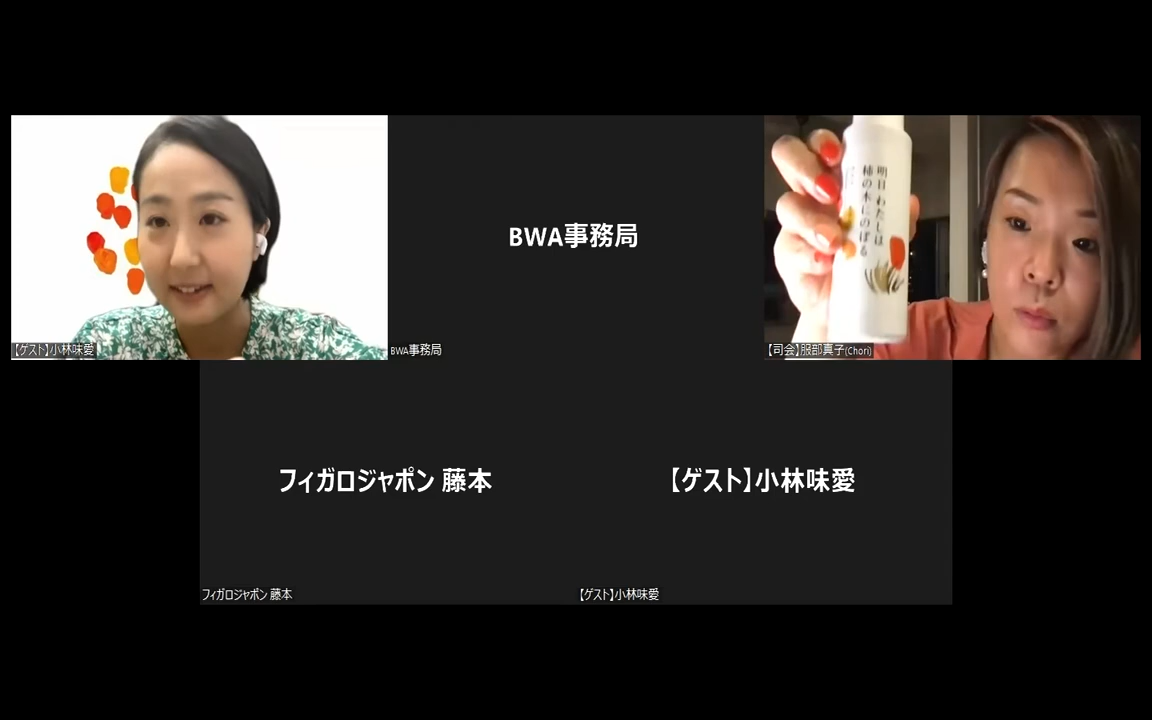 【ゲスト】小林味愛
BWA事務局
BWA事務局
明日 わたしは
柿の木にのぼる
【司会】服部真子(Chori)
フィガロジャポン 藤本
フィガロジャポン 藤本
【ゲスト】小林味愛
【ゲスト】小林味愛